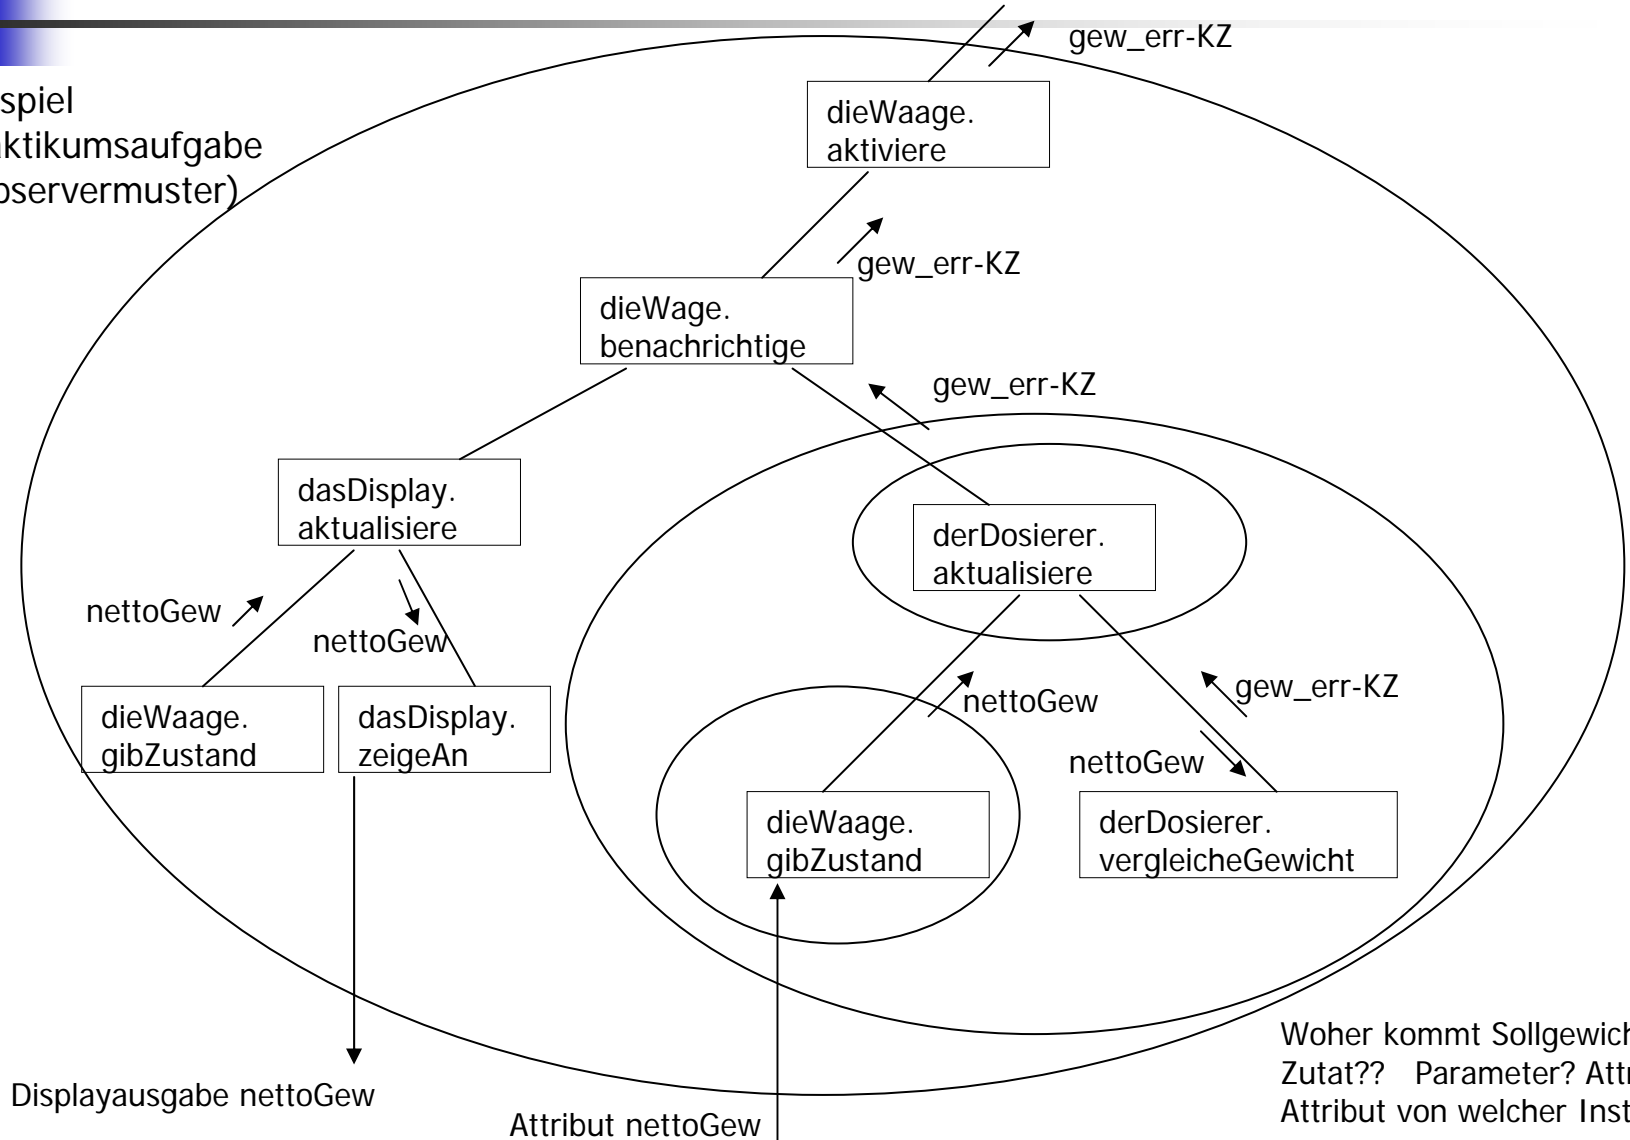 gew_err-KZ
spiel
aktikumsaufgabe
bservermuster)
dieWaage.
aktiviere
gew_err-KZ
dieWage.
benachrichtige
gew_err-KZ
dasDisplay.
aktualisiere
derDosierer.
aktualisiere
nettoGew
nettoGew
dieWaage.
gibZustand
dasDisplay.
zeigeAn
nettoGew
gew_err-KZ
nettoGew
dieWaage.
gibZustand
derDosierer.
vergleicheGewicht
Woher kommt Sollgewich
Zutat?? Parameter? Attr
Attribut von welcher Inst
Displayausgabe nettoGew
Attribut nettoGew